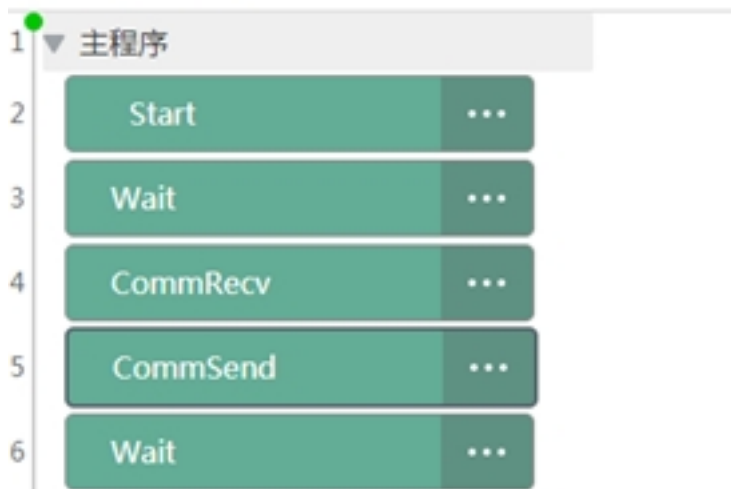 1 主程序
2 Start ...
3 Wait ...
4 CommRecv ...
5 CommSend ...
6 Wait ...